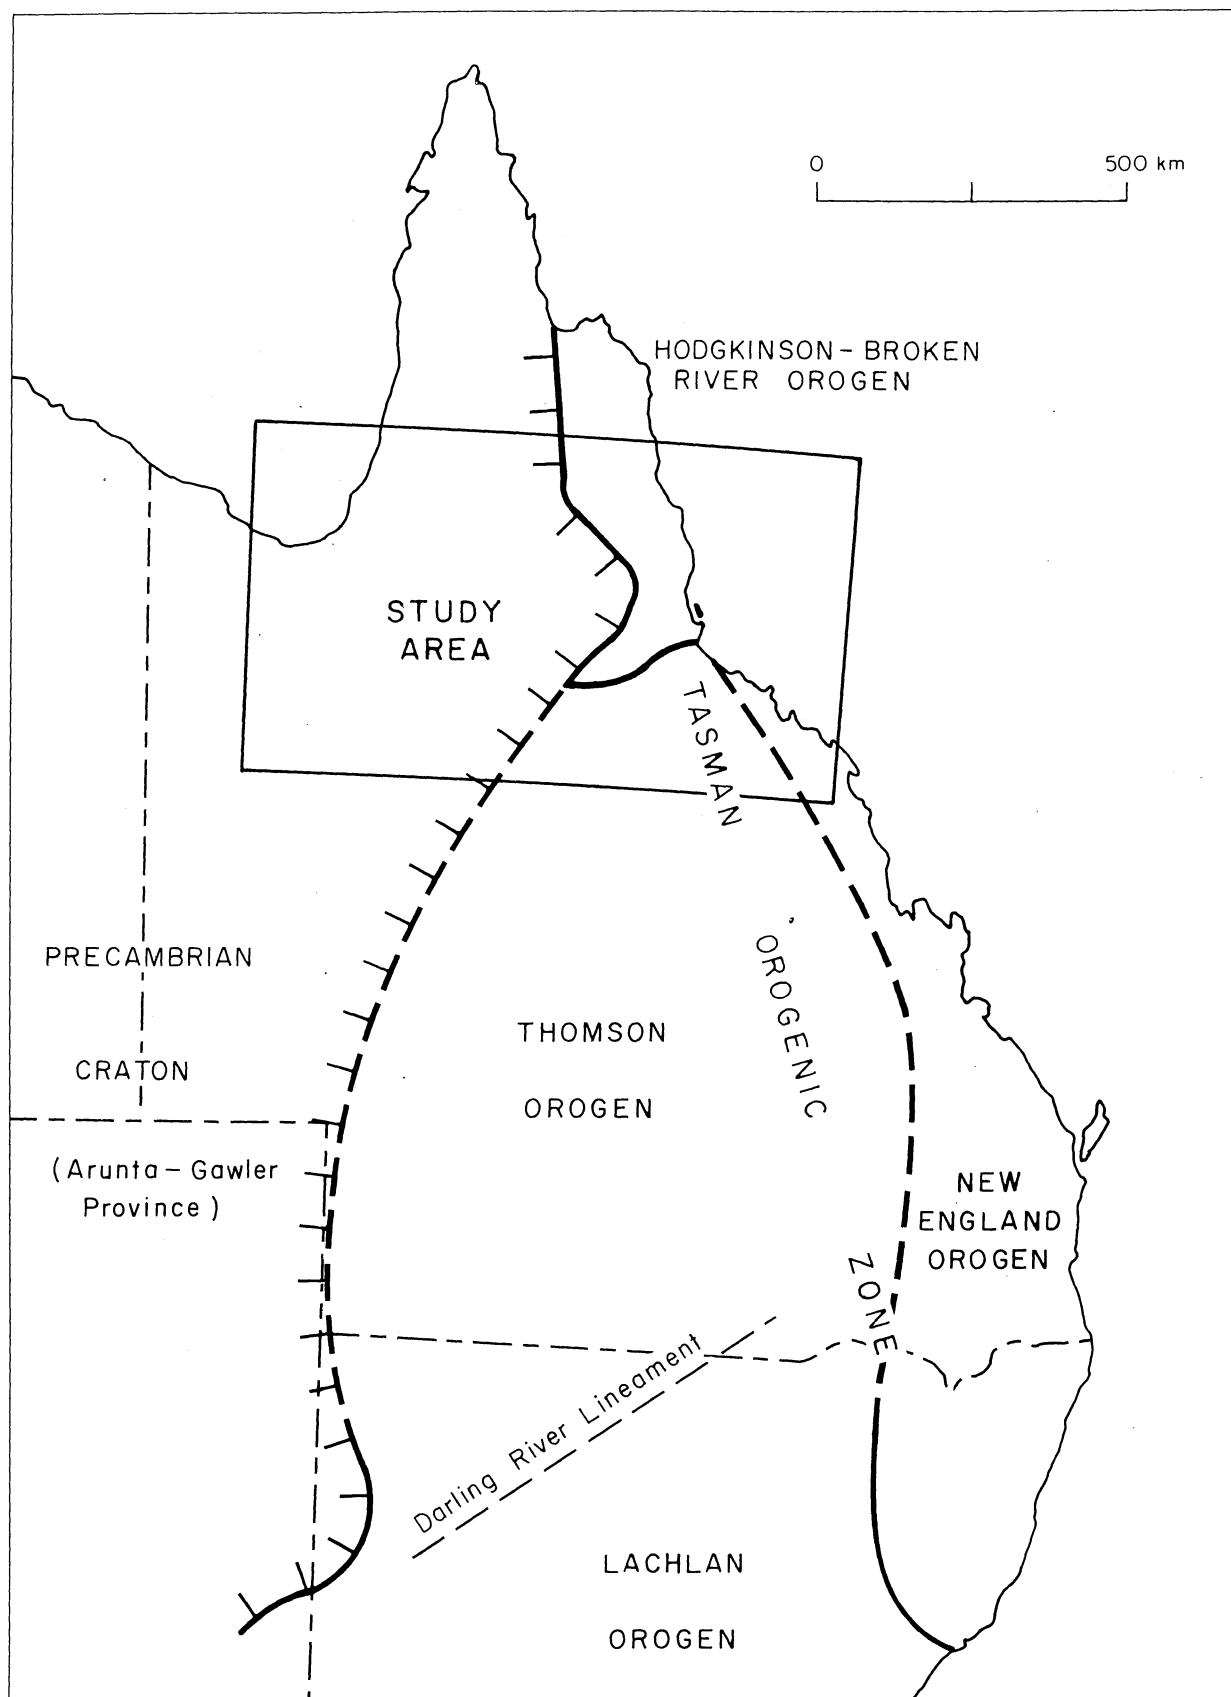 0 500 km
HODGKINSON – BROKEN
RIVER OROGEN
STUDY
AREA
TASMAN
OROGENIC
ZONE
PRECAMBRIAN
CRATON
(Arunta – Gawler
Province)
THOMSON
OROGEN
NEW
ENGLAND
OROGEN
Darling River Lineament
LACHLAN
OROGEN